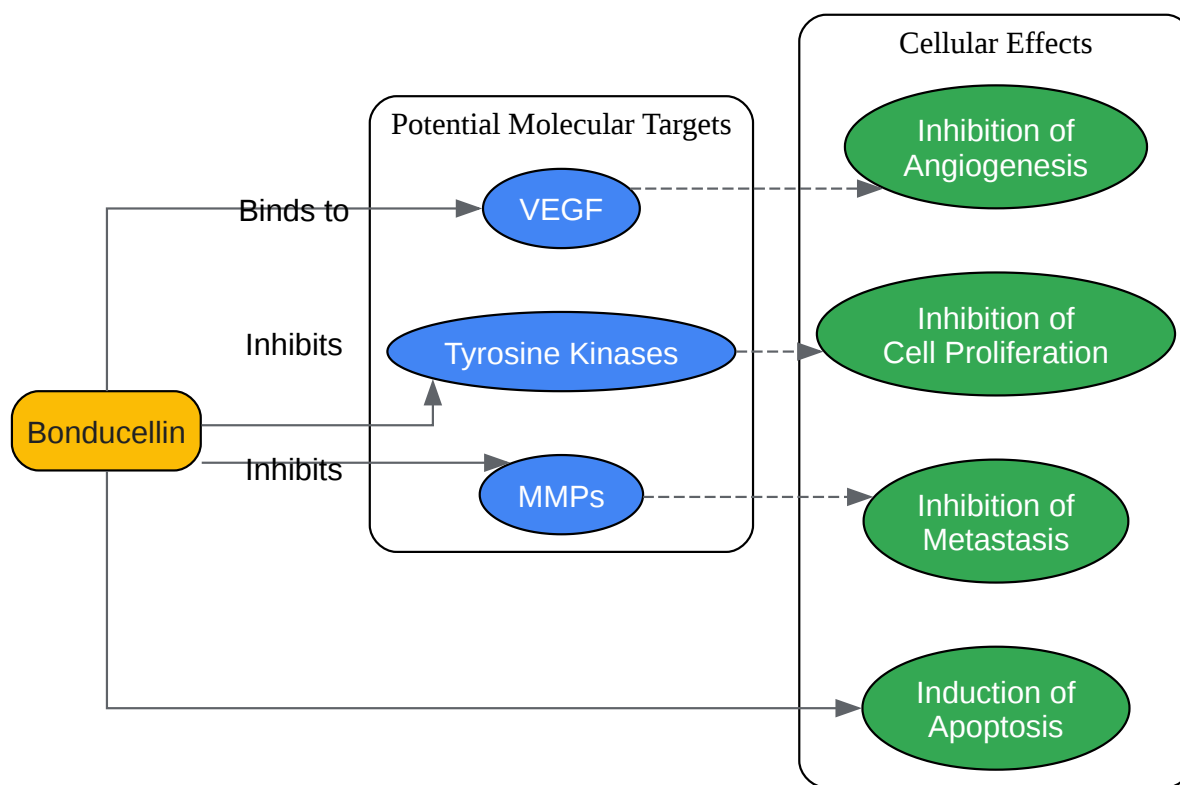 Cellular Effects
Inhibition of
Angiogenesis
Potential Molecular Targets
Binds to
VEGF
Inhibits
Tyrosine Kinases
Inhibition of
Cell Proliferation
Bonducellin
Inhibits
MMPs
Inhibition of
Metastasis
Induction of
Apoptosis